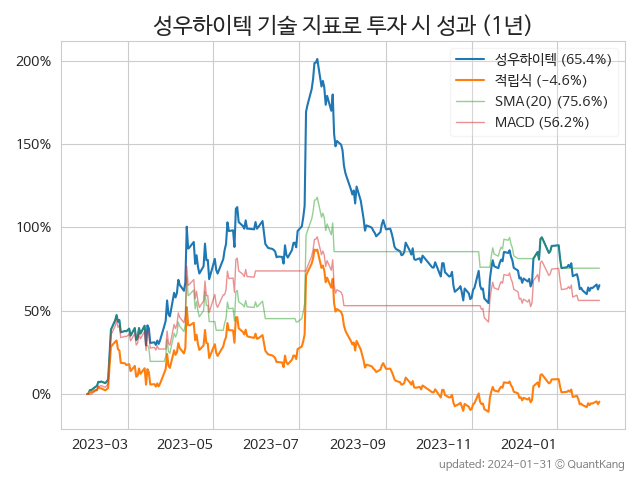 성우하이텍 기술 지표로 투자 시 성과 (1년)
성우하이텍 (65.4%)
적립식 (-4.6%)
SMA(20) (75.6%)
MACD (56.2%)
200%
150%
100%
50%
0%
2023-03 2023-05 2023-07 2023-09 2023-11 2024-01
updated: 2024-01-31 © QuantKang